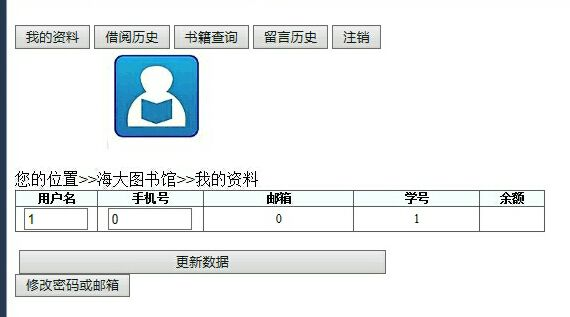 我的资料 借阅历史 书籍查询 留言历史 注销
您的位置>>海大图书馆>>我的资料
用户名 手机号 邮箱 学号 余额
1 0 0 1
更新数据
修改密码或邮箱